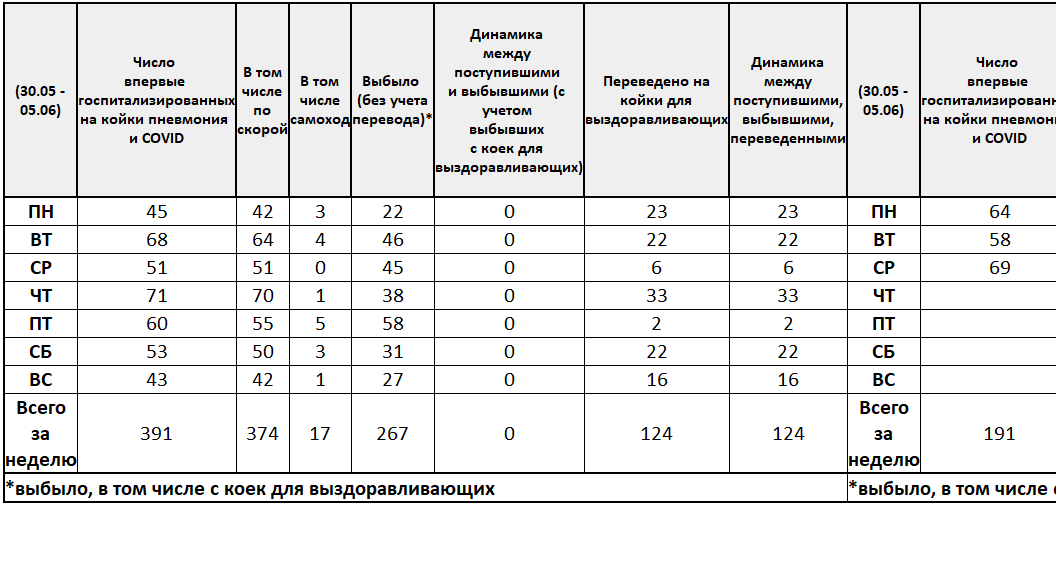 (30.05 -
05.06)
Число
впервые
госпитализированных
на койки пневмония
и COVID
В том
числе
по
скорой
В том
числе
самоход
Выбыло
(без учета
перевода)*
Динамика
между
поступившими
и выбывшими (с
учетом
выбывших
с коек для
выздоравливающих)
Переведено на
койки для
выздоравливающих
Динамика
между
поступившими,
выбывшими,
переведенными
(30.05 -
05.06)
Число
впервые
госпитализированн
на койки пневмони
и COVID
ПН 45 42 3 22 0 23 23 ПН 64
ВТ 68 64 4 46 0 22 22 ВТ 58
СР 51 51 0 45 0 6 6 СР 69
ЧТ 71 70 1 38 0 33 33 ЧТ
ПТ 60 55 5 58 0 2 2 ПТ
СБ 53 50 3 31 0 22 22 СБ
ВС 43 42 1 27 0 16 16 ВС
Всего
за
неделю
391 374 17 267 0 124 124
Всего
за
неделю
191
*выбыло, в том числе с коек для выздоравливающих
*выбыло, в том числе с